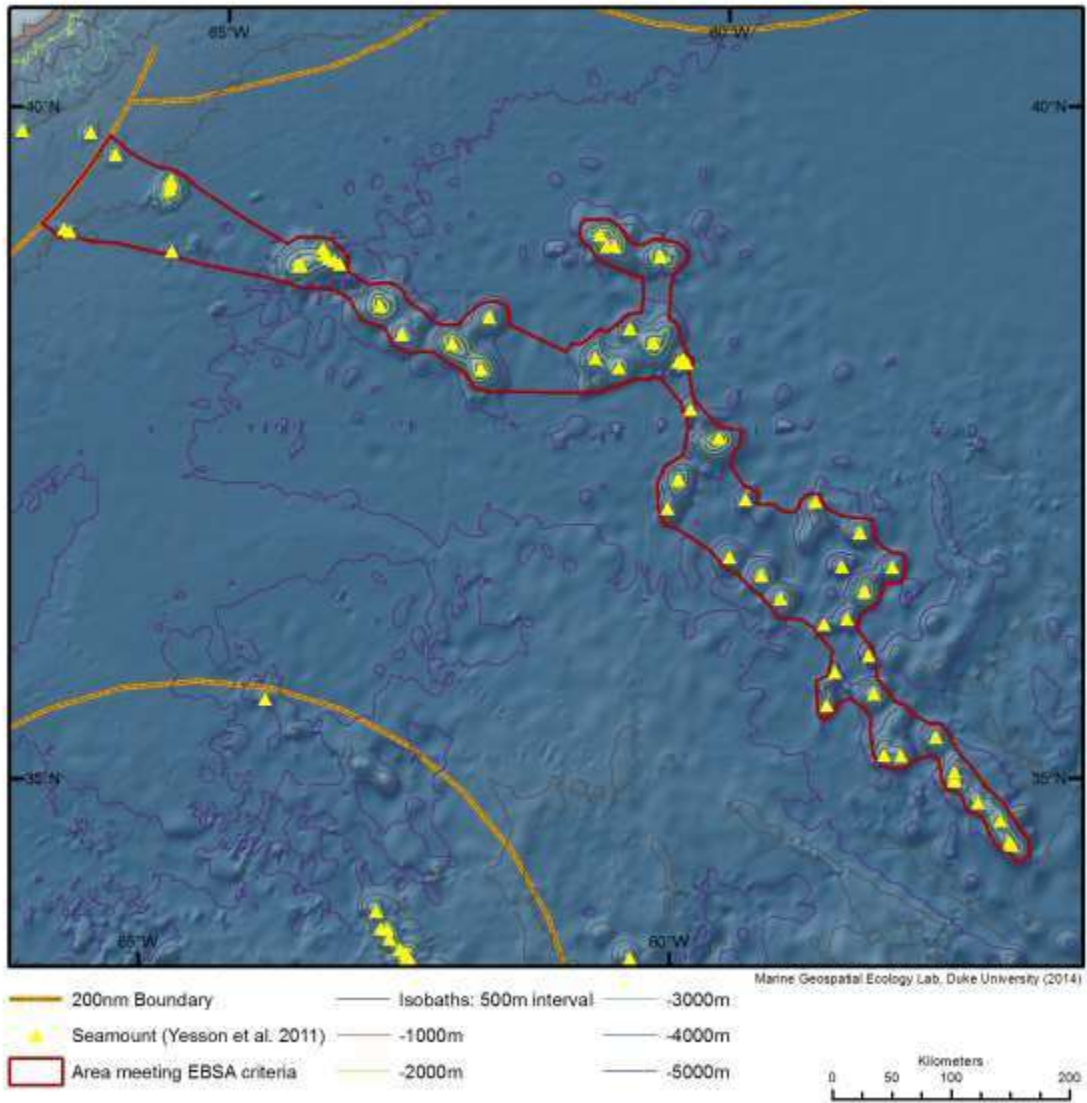 65°W 60°W
40°N 40°N
35°N 35°N
65°W 60°W
Marine Geospatial Ecology Lab, Duke University (2014)
200nm Boundary Isobaths: 500m interval -3000m
Seamount (Yesson et al. 2011) -1000m -4000m
Area meeting EBSA criteria -2000m -5000m
Kilometers
0 50 100 200